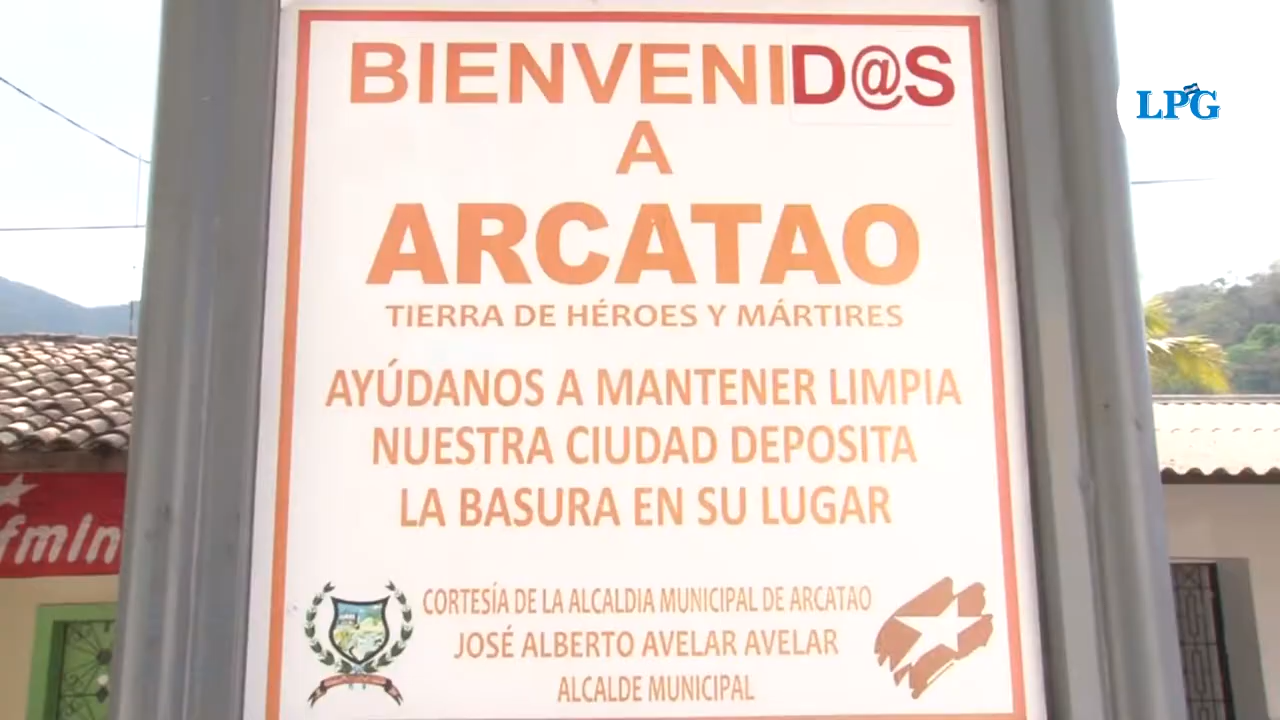 BIENVENID@S
A
ARCATAO
TIERRA DE HÉROES Y MÁRTIRES
AYÚDANOS A MANTENER LIMPIA
NUESTRA CIUDAD DEPOSITA
LA BASURA EN SU LUGAR
CORTESÍA DE LA ALCALDIA MUNICIPAL DE ARCATAO
JOSÉ ALBERTO AVELAR AVELAR
ALCALDE MUNICIPAL
LPG
fmln